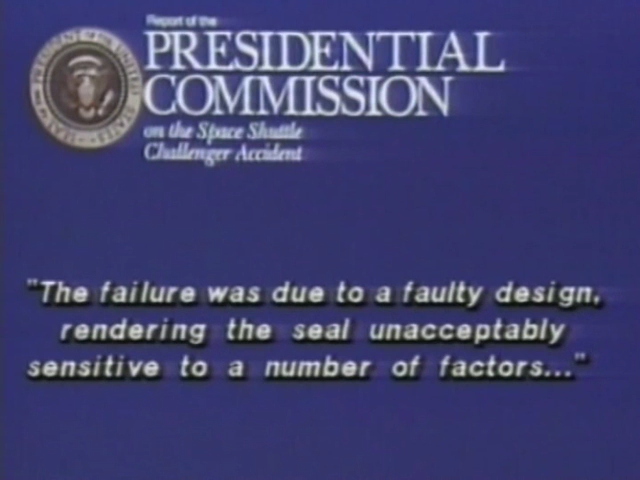 Report of the
PRESIDENTIAL
COMMISSION
on the Space Shuttle
Challenger Accident
"The failure was due to a faulty design,
rendering the seal unacceptably
sensitive to a number of factors..."